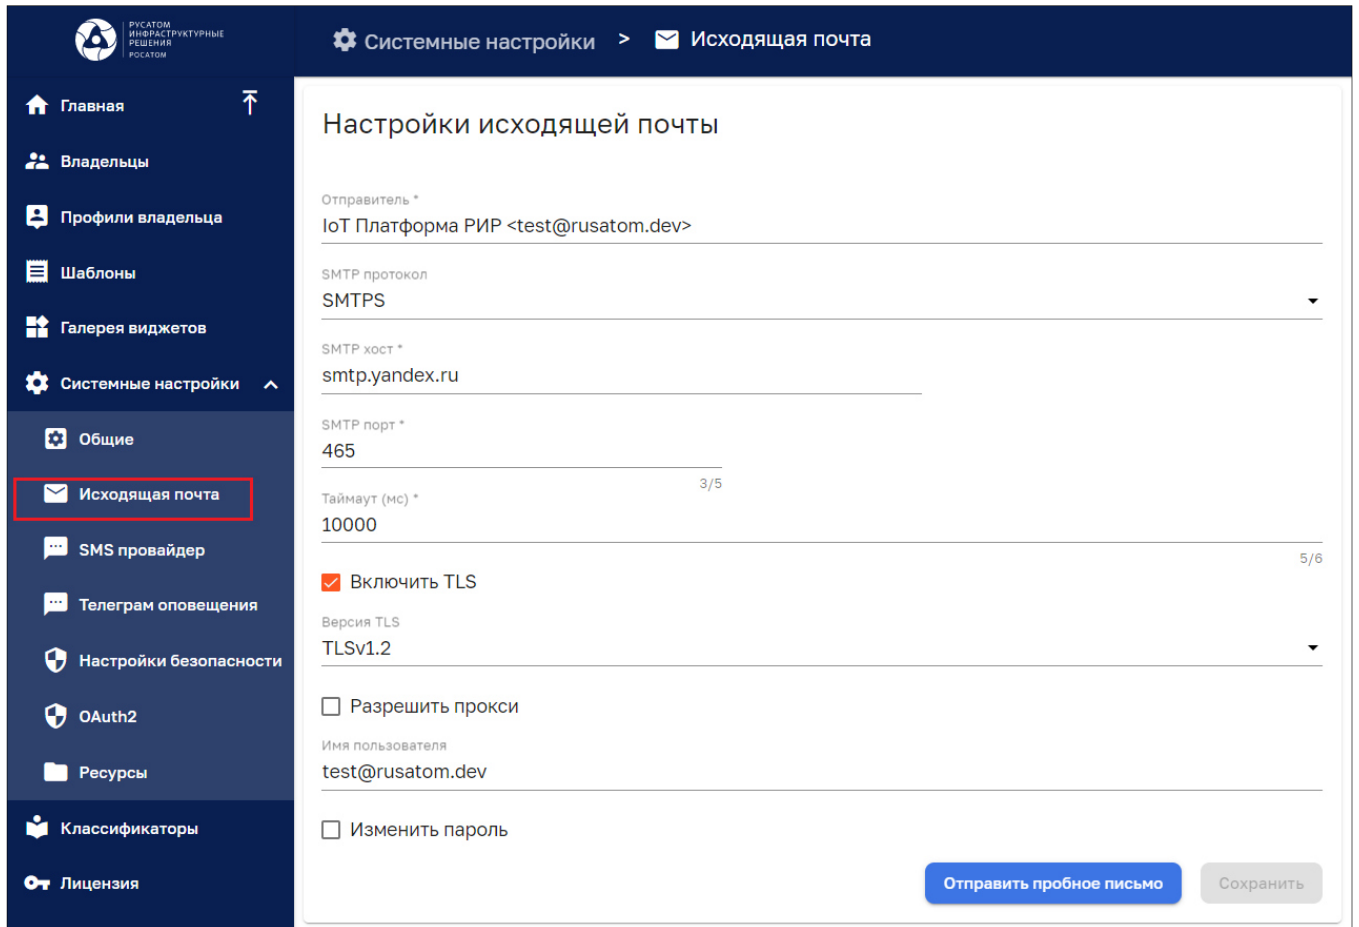 РУСАТОМ
ИНФРАСТРУКТУРНЫЕ
РЕШЕНИЯ
РОСАТОМ
Системные настройки > Исходящая почта
Главная
Владельцы
Профили владельца
Шаблоны
Галерея виджетов
Системные настройки
Общие
Исходящая почта
SMS провайдер
Телеграм оповещения
Настройки безопасности
OAuth2
Ресурсы
Классификаторы
Лицензия
Настройки исходящей почты
Отправитель *
IoT Платформа РИР <test@rusatom.dev>
SMTP протокол
SMTPS
SMTP хост *
smtp.yandex.ru
SMTP порт *
465
3/5
Таймаут (мс) *
10000
5/6
Включить TLS
Версия TLS
TLSv1.2
Разрешить прокси
Имя пользователя
test@rusatom.dev
Изменить пароль
Отправить пробное письмо
Сохранить